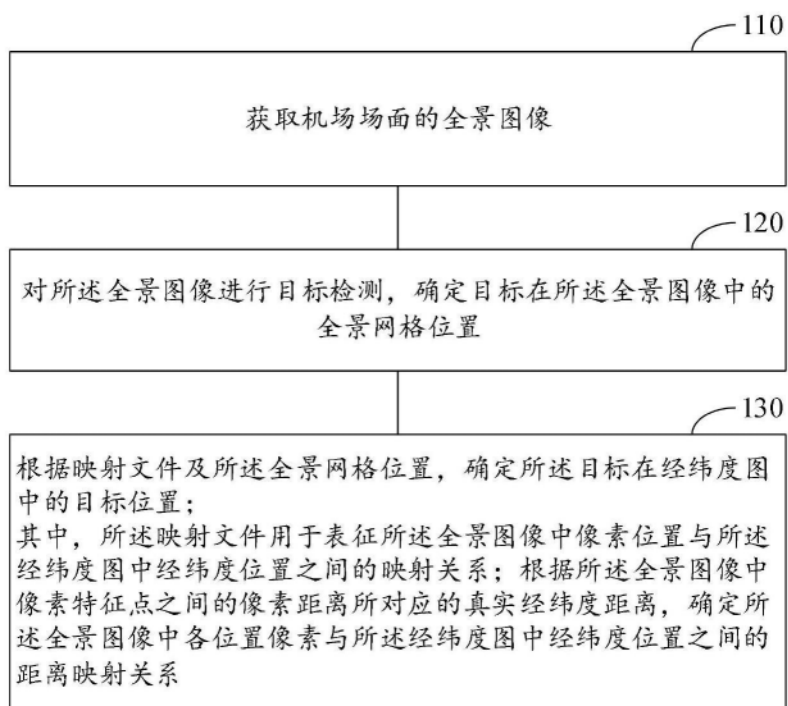 110
获取机场场面的全景图像
120
对所述全景图像进行目标检测，确定目标在所述全景图像中的
全景网格位置
130
根据映射文件及所述全景网格位置，确定所述目标在经纬度图
中的目标位置；
其中，所述映射文件用于表征所述全景图像中像素位置与所述
经纬度图中经纬度位置之间的映射关系；根据所述全景图像中
像素特征点之间的像素距离所对应的真实经纬度距离，确定所
述全景图像中各位置像素与所述经纬度图中经纬度位置之间的
距离映射关系